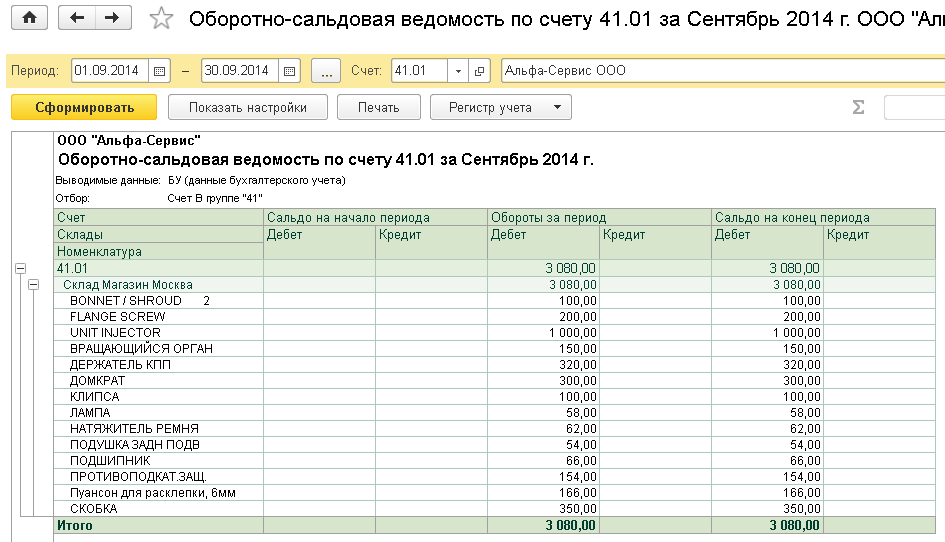 Оборотно-сальдовая ведомость по счету 41.01 за Сентябрь 2014 г. ООО "Ал
Период: 01.09.2014 – 30.09.2014 ... Счет: 41.01 Альфа-Сервис ООО
Сформировать Показать настройки Печать Регистр учета Σ
ООО "Альфа-Сервис"
Оборотно-сальдовая ведомость по счету 41.01 за Сентябрь 2014 г.
Выводимые данные: БУ (данные бухгалтерского учета)
Отбор: Счет В группе "41"
Счет Сальдо на начало периода Обороты за период Сальдо на конец периода
Склады Дебет Кредит Дебет Кредит Дебет Кредит
Номенклатура
41.01 3 080,00 3 080,00
Склад Магазин Москва 3 080,00 3 080,00
BONNET / SHROUD 2 100,00 100,00
FLANGE SCREW 200,00 200,00
UNIT INJECTOR 1 000,00 1 000,00
ВРАЩАЮЩИЙСЯ ОРГАН 150,00 150,00
ДЕРЖАТЕЛЬ КПП 320,00 320,00
ДОМКРАТ 300,00 300,00
КЛИПСА 100,00 100,00
ЛАМПА 58,00 58,00
НАТЯЖИТЕЛЬ РЕМНЯ 62,00 62,00
ПОДУШКА ЗАДН ПОДВ 54,00 54,00
ПОДШИПНИК 66,00 66,00
ПРОТИВОПОДКАТ.ЗАЩ. 154,00 154,00
Пуансон для расклепки, 6мм 166,00 166,00
СКОБКА 350,00 350,00
Итого 3 080,00 3 080,00